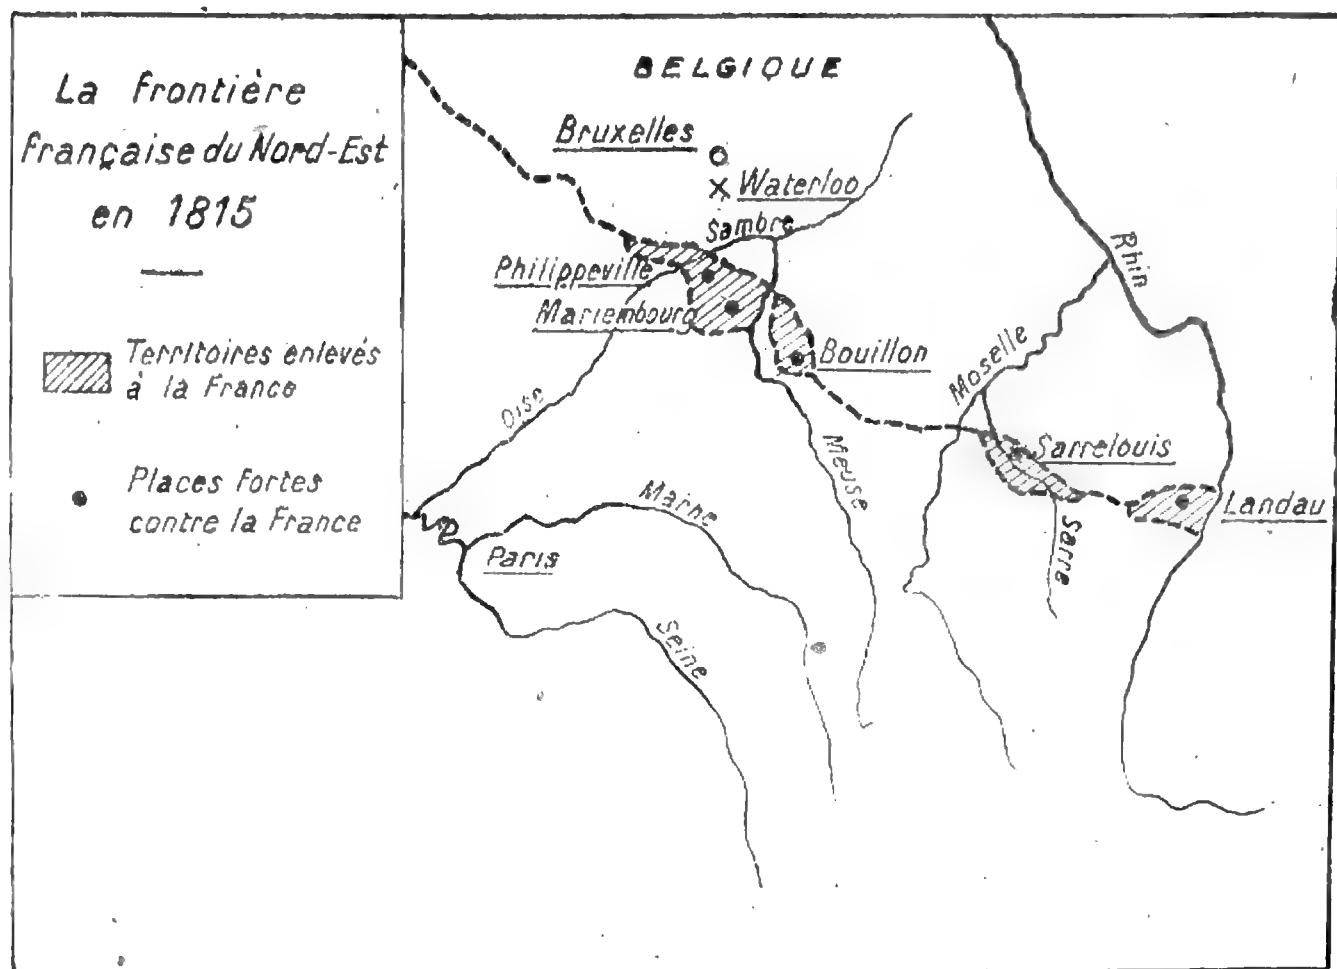 La frontière
française du Nord-Est
en 1815
Territoires enlevés
à la France
Places fortes
contre la France
BELGIQUE
Bruxelles
Waterloo
Sambre
Philippeville
Mariembourg
Bouillon
Rhin
Moselle
Oise
Meuse
Sarrelouis
Landau
Marne
Sarre
Paris
Seine